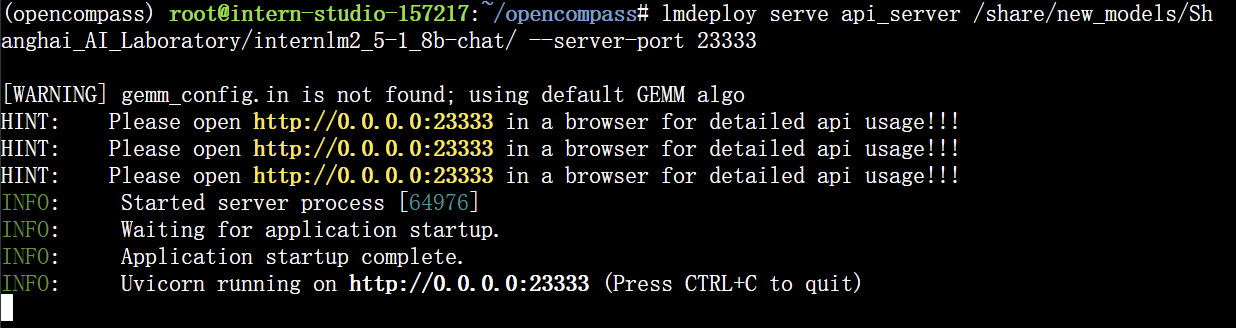 (opencompass) root@intern-studio-157217:~/opencompass# lmdeploy serve api_server /share/new_models/Sh
anghai_AI_Laboratory/internlm2_5-1_8b-chat/ --server-port 23333
[WARNING] gemm_config.in is not found; using default GEMM algo
HINT:    Please open http://0.0.0.0:23333 in a browser for detailed api usage!!!
HINT:    Please open http://0.0.0.0:23333 in a browser for detailed api usage!!!
HINT:    Please open http://0.0.0.0:23333 in a browser for detailed api usage!!!
INFO:     Started server process [64976]
INFO:     Waiting for application startup.
INFO:     Application startup complete.
INFO:     Uvicorn running on http://0.0.0.0:23333 (Press CTRL+C to quit)